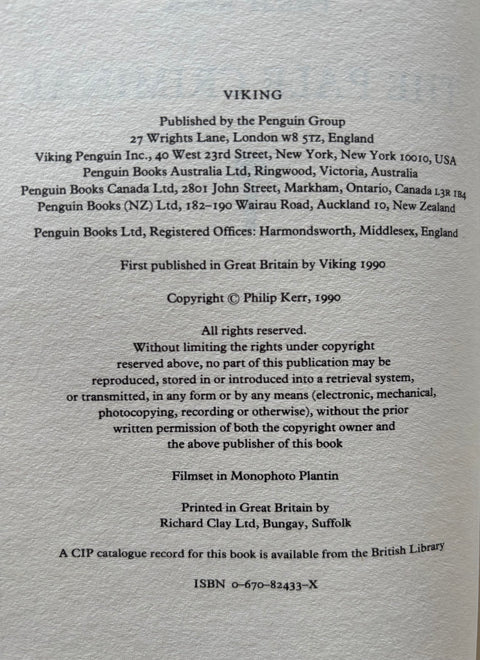 VIKING
Published by the Penguin Group
27 Wrights Lane, London W8 5TZ, England
Viking Penguin Inc., 40 West 23rd Street, New York, New York 10010, USA
Penguin Books Australia Ltd, Ringwood, Victoria, Australia
Penguin Books Canada Ltd, 2801 John Street, Markham, Ontario, Canada L3R 1B4
Penguin Books (NZ) Ltd, 182–190 Wairau Road, Auckland 10, New Zealand
Penguin Books Ltd, Registered Offices: Harmondsworth, Middlesex, England
First published in Great Britain by Viking 1990
Copyright © Philip Kerr, 1990
All rights reserved.
Without limiting the rights under copyright
reserved above, no part of this publication may be
reproduced, stored in or introduced into a retrieval system,
or transmitted, in any form or by any means (electronic, mechanical,
photocopying, recording or otherwise), without the prior
written permission of both the copyright owner and
the above publisher of this book
Filmset in Monophoto Plantin
Printed in Great Britain by
Richard Clay Ltd, Bungay, Suffolk
A CIP catalogue record for this book is available from the British Library
ISBN 0–670–82433–X